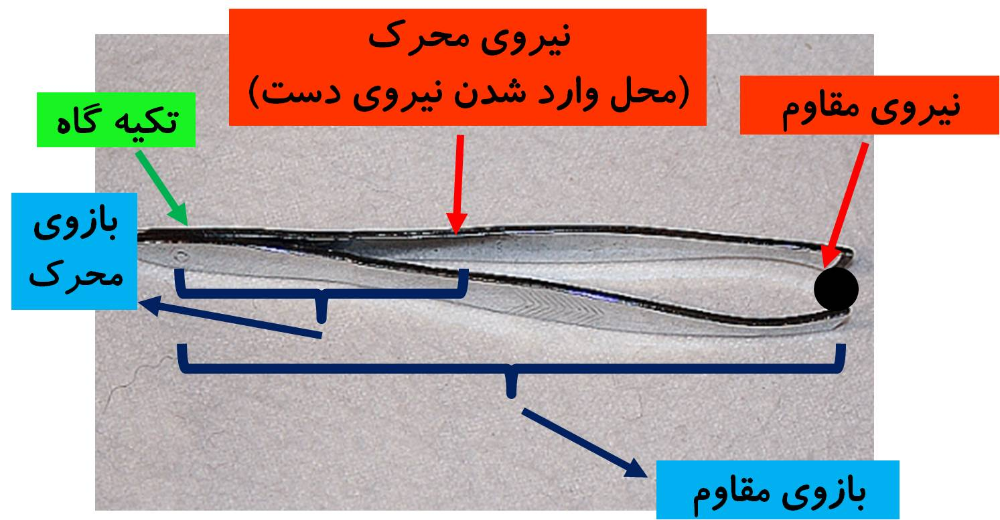 نیروی محرک
(محل وارد شدن نیروی دست)
نیروی مقاوم
تکیه گاه
بازوی
محرک
بازوی مقاوم